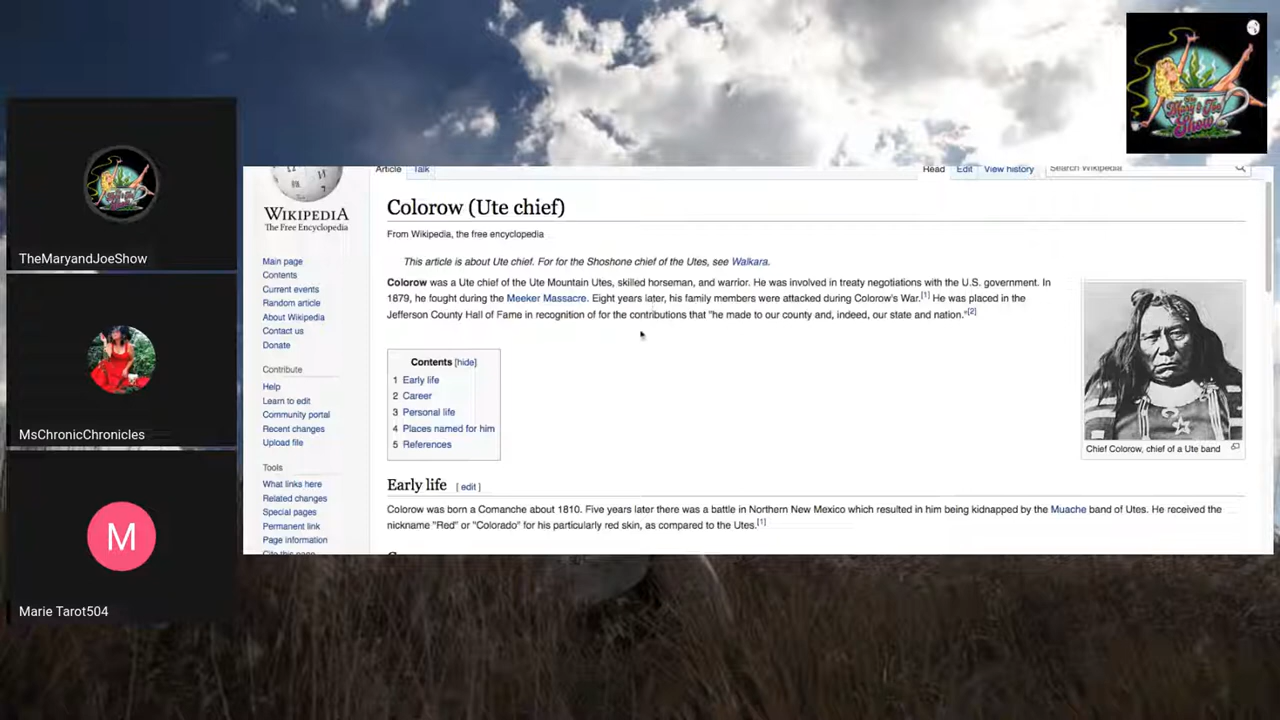 The
Mary & Joe
Show
TheMaryandJoeShow
MsChronicChronicles
M
Marie Tarot504
WIKIPEDIA
The Free Encyclopedia
Main page
Contents
Current events
Random article
About Wikipedia
Contact us
Donate
Contribute
Help
Learn to edit
Community portal
Recent changes
Upload file
Tools
What links here
Related changes
Special pages
Permanent link
Page information
Cite this page
Article Talk
Read Edit View history Search Wikipedia
Colorow (Ute chief)
From Wikipedia, the free encyclopedia
This article is about Ute chief. For for the Shoshone chief of the Utes, see Walkara.
Colorow was a Ute chief of the Ute Mountain Utes, skilled horseman, and warrior. He was involved in treaty negotiations with the U.S. government. In
1879, he fought during the Meeker Massacre. Eight years later, his family members were attacked during Colorow's War.[1] He was placed in the
Jefferson County Hall of Fame in recognition of for the contributions that "he made to our county and, indeed, our state and nation."[2]
Chief Colorow, chief of a Ute band
Contents [hide]
1 Early life
2 Career
3 Personal life
4 Places named for him
5 References
Early life [ edit ]
Colorow was born a Comanche about 1810. Five years later there was a battle in Northern New Mexico which resulted in him being kidnapped by the Muache band of Utes. He received the
nickname "Red" or "Colorado" for his particularly red skin, as compared to the Utes.[1]